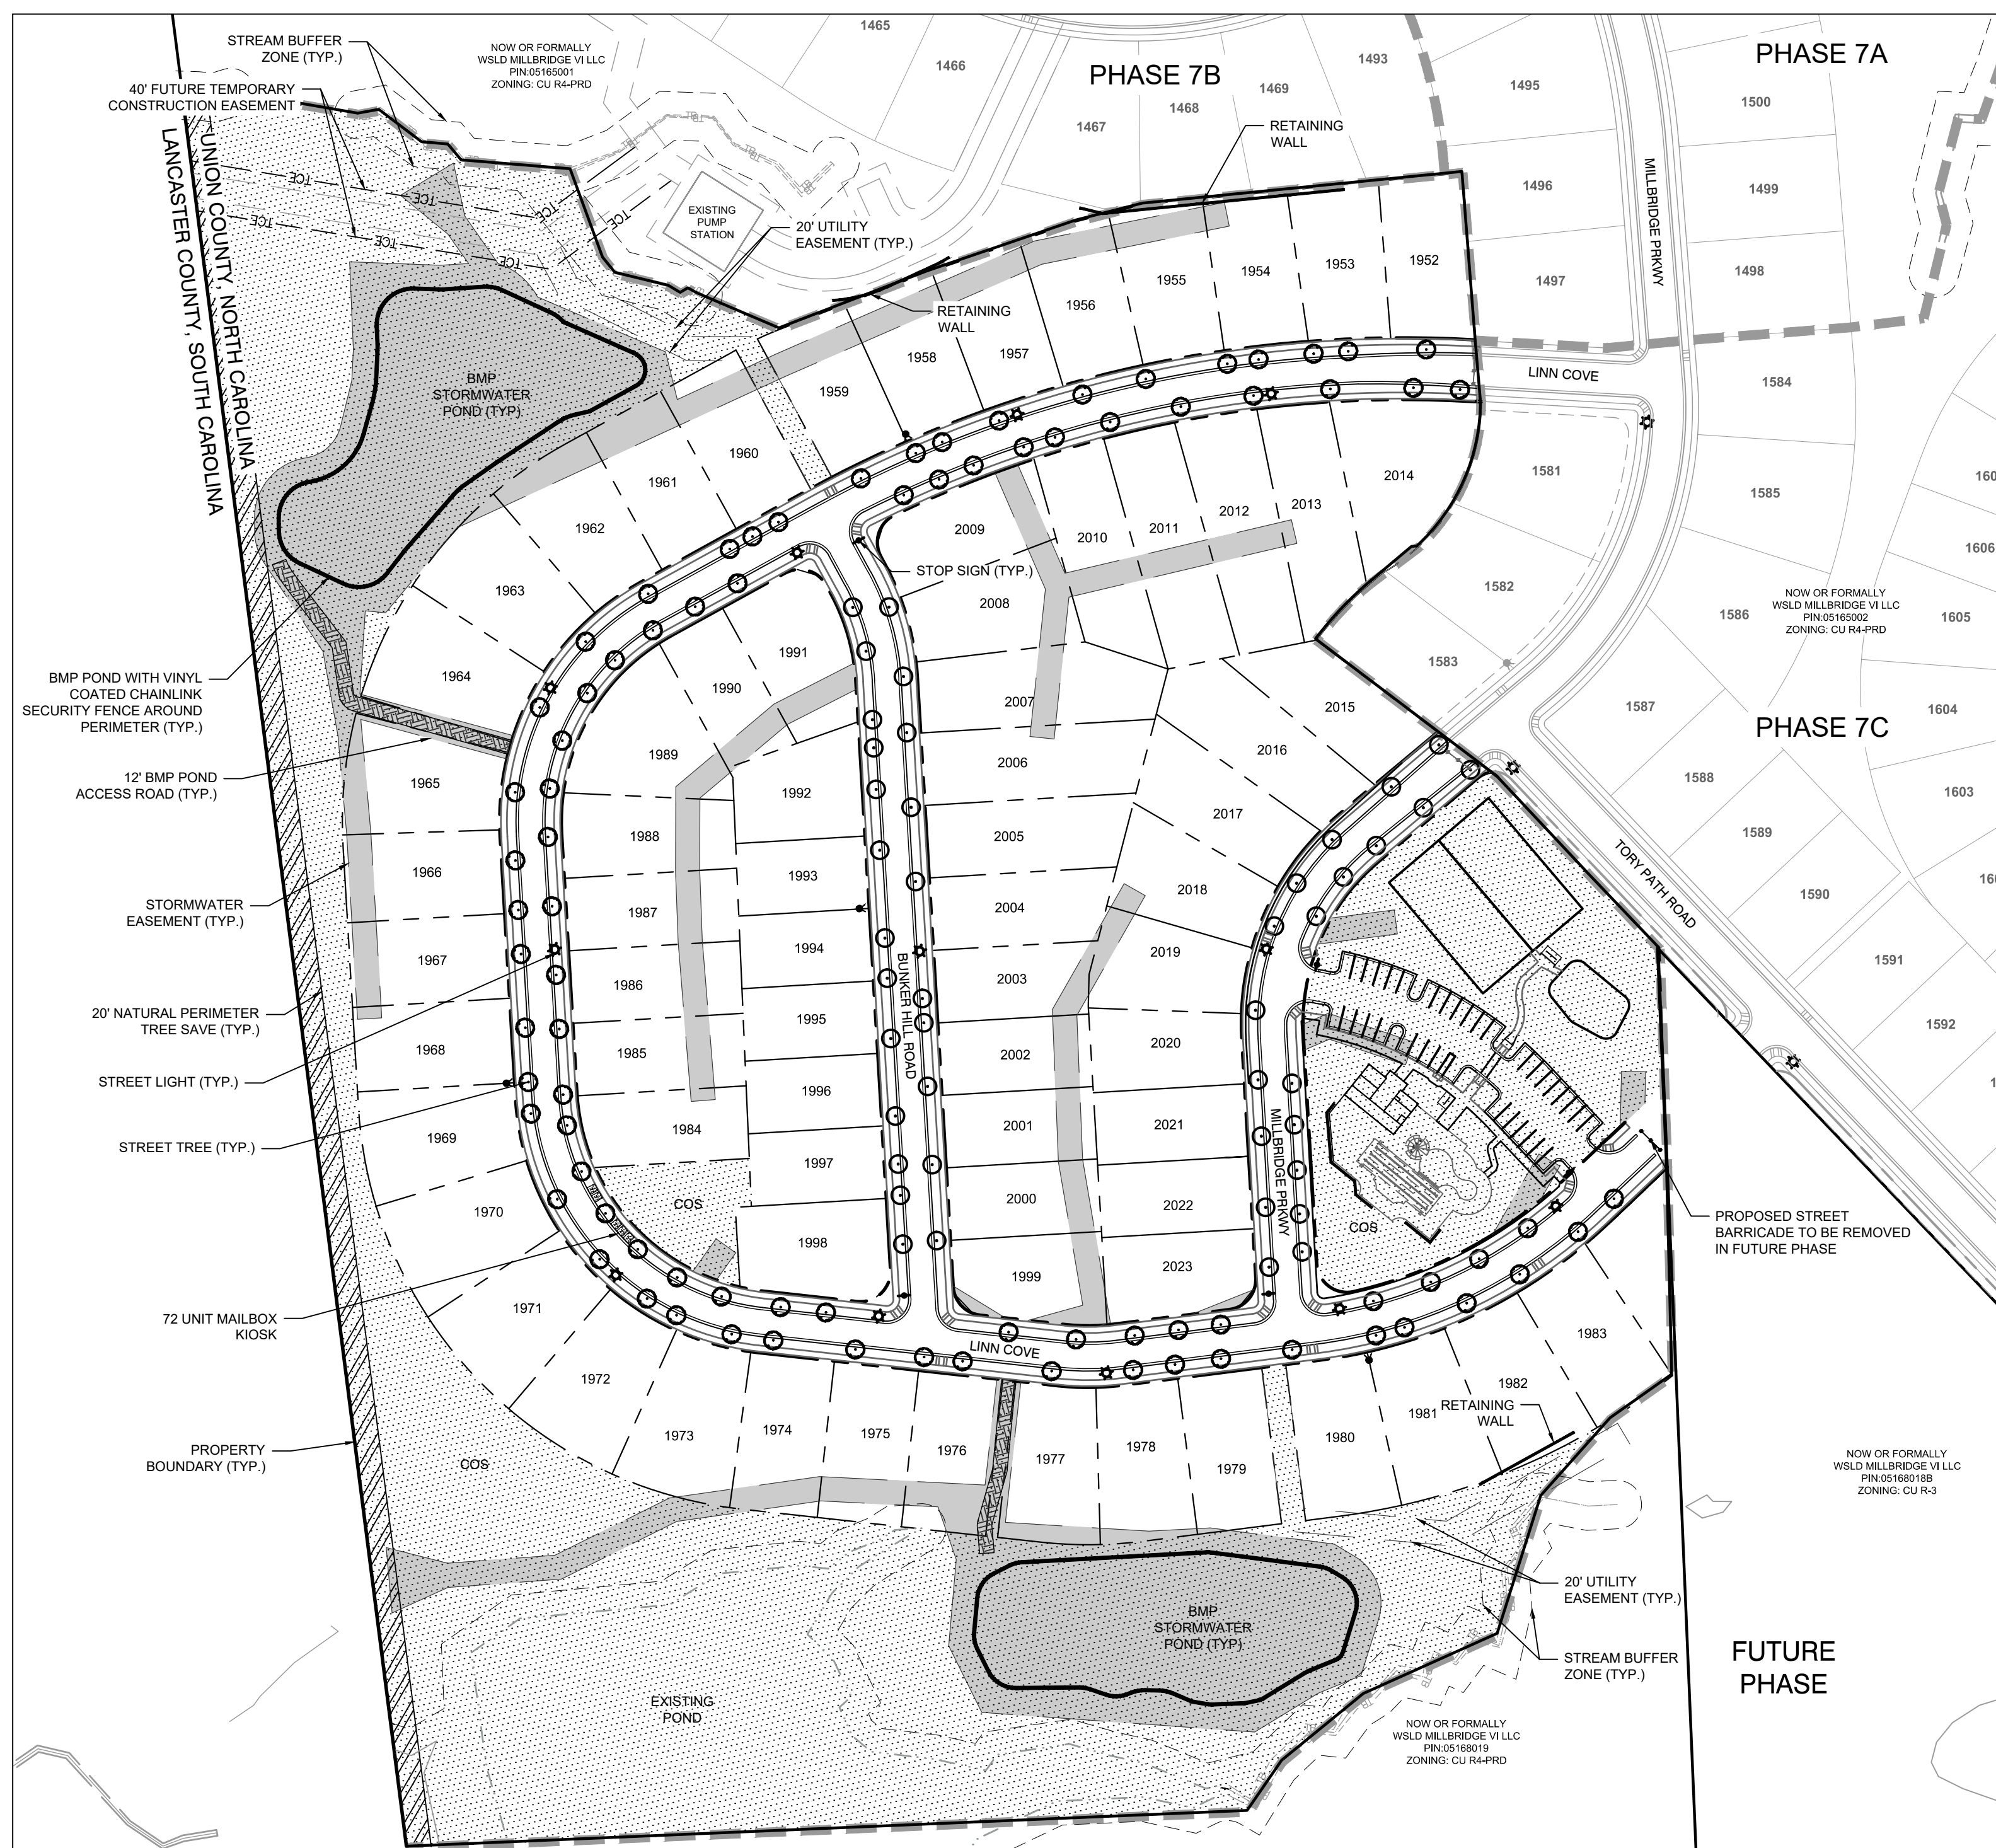 STREAM BUFFER
ZONE (TYP.)
40' FUTURE TEMPORARY
CONSTRUCTION EASEMENT
NOW OR FORMALLY
WSLD MILLBRIDGE VI LLC
PIN:05165001
ZONING: CU R4-PRD
1465
1466
PHASE 7B
1467
1468
1469
1493
RETAINING
WALL
1495
1496
1497
MILLBRIDGE PRKWY
PHASE 7A
1500
1499
1498
UNION COUNTY, NORTH CAROLINA
LANCASTER COUNTY, SOUTH CAROLINA
TCE
TCE
TCE
TCE
TCE
TCE
TCE
EXISTING
PUMP
STATION
20' UTILITY
EASEMENT (TYP.)
RETAINING
WALL
BMP
STORMWATER
POND (TYP)
1952
1953
1954
1955
1956
1957
1958
1959
1960
1961
1962
1963
1964
LINN COVE
1584
1581
1585
1582
1583
1586
1606
1605
NOW OR FORMALLY
WSLD MILLBRIDGE VI LLC
PIN:05165002
ZONING: CU R4-PRD
2014
2013
2012
2011
2010
2009
STOP SIGN (TYP.)
2008
2007
2006
2005
2004
2003
2002
2001
2000
1999
1991
1990
1989
1988
1987
1986
1985
1984
1992
1993
1994
1995
1996
1997
1998
BUNKER HILL ROAD
2015
2016
2017
2018
2019
2020
2021
2022
2023
MILLBRIDGE PRKWY
1587
PHASE 7C
1604
1588
1603
1589
1590
1591
1592
TORY PATH ROAD
BMP POND WITH VINYL
COATED CHAINLINK
SECURITY FENCE AROUND
PERIMETER (TYP.)
12' BMP POND
ACCESS ROAD (TYP.)
1965
1966
STORMWATER
EASEMENT (TYP.)
1967
20' NATURAL PERIMETER
TREE SAVE (TYP.)
1968
STREET LIGHT (TYP.)
1969
STREET TREE (TYP.)
1970
COS
COS
72 UNIT MAILBOX
KIOSK
1971
1972
1973
1974
1975
1976
1977
1978
1979
1980
1981
1982
1983
LINN COVE
PROPOSED STREET
BARRICADE TO BE REMOVED
IN FUTURE PHASE
RETAINING
WALL
PROPERTY
BOUNDARY (TYP.)
COS
NOW OR FORMALLY
WSLD MILLBRIDGE VI LLC
PIN:05168018B
ZONING: CU R-3
20' UTILITY
EASEMENT (TYP.)
BMP
STORMWATER
POND (TYP)
STREAM BUFFER
ZONE (TYP.)
FUTURE
PHASE
EXISTING
POND
NOW OR FORMALLY
WSLD MILLBRIDGE VI LLC
PIN:05168019
ZONING: CU R4-PRD